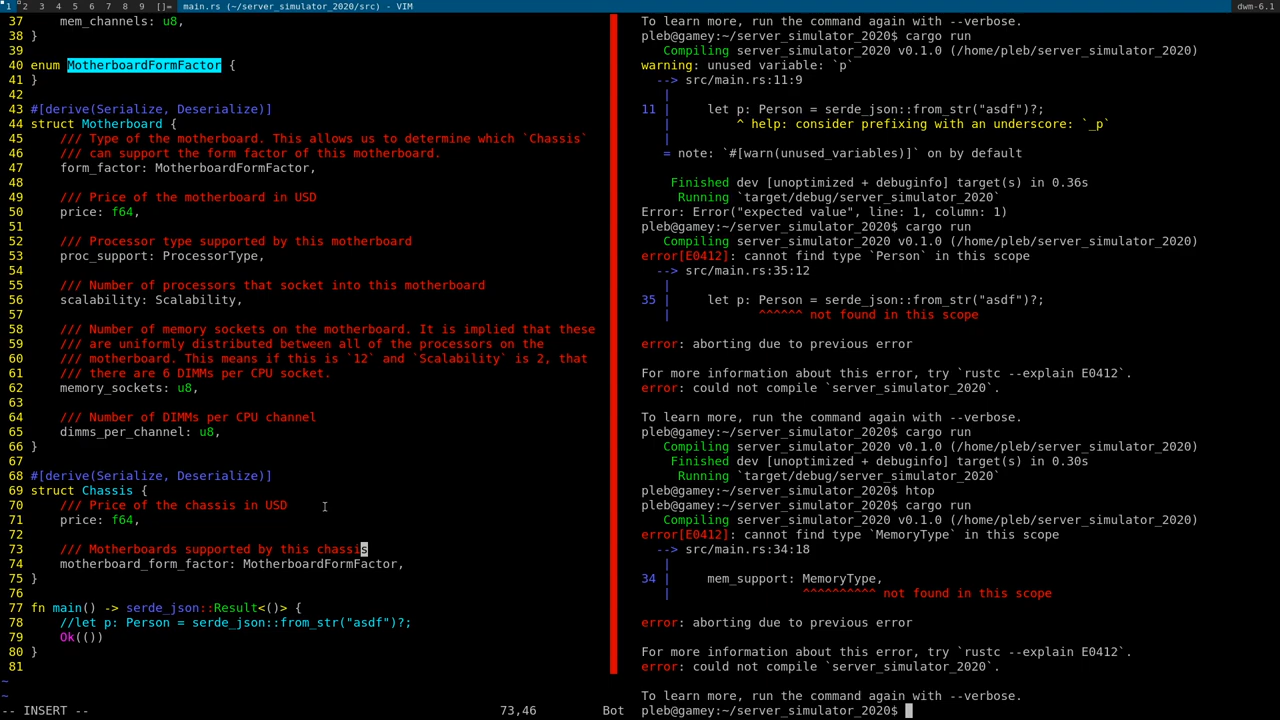 1 2 3 4 5 6 7 8 9 []= main.rs (~/server_simulator_2020/src) - VIM dwm-6.1
37     mem_channels: u8,
38 }
39
40 enum MotherboardFormFactor {
41 }
42
43 #[derive(Serialize, Deserialize)]
44 struct Motherboard {
45     /// Type of the motherboard. This allows us to determine which `Chassis`
46     /// can support the form factor of this motherboard.
47     form_factor: MotherboardFormFactor,
48
49     /// Price of the motherboard in USD
50     price: f64,
51
52     /// Processor type supported by this motherboard
53     proc_support: ProcessorType,
54
55     /// Number of processors that socket into this motherboard
56     scalability: Scalability,
57
58     /// Number of memory sockets on the motherboard. It is implied that these
59     /// are uniformly distributed between all of the processors on the
60     /// motherboard. This means if this is `12` and `Scalability` is 2, that
61     /// there are 6 DIMMs per CPU socket.
62     memory_sockets: u8,
63
64     /// Number of DIMMs per CPU channel
65     dimms_per_channel: u8,
66 }
67
68 #[derive(Serialize, Deserialize)]
69 struct Chassis {
70     /// Price of the chassis in USD
71     price: f64,
72
73     /// Motherboards supported by this chassis
74     motherboard_form_factor: MotherboardFormFactor,
75 }
76
77 fn main() -> serde_json::Result<()> {
78     //let p: Person = serde_json::from_str("asdf")?;
79     Ok(())
80 }
81
~
~
-- INSERT -- 73,46 Bot
To learn more, run the command again with --verbose.
pleb@gamey:~/server_simulator_2020$ cargo run
    Compiling server_simulator_2020 v0.1.0 (/home/pleb/server_simulator_2020)
warning: unused variable: `p`
  --> src/main.rs:11:9
   |
11 |     let p: Person = serde_json::from_str("asdf")?;
   |         ^ help: consider prefixing with an underscore: `_p`
   |
   = note: `#[warn(unused_variables)]` on by default

    Finished dev [unoptimized + debuginfo] target(s) in 0.36s
     Running `target/debug/server_simulator_2020`
Error: Error("expected value", line: 1, column: 1)
pleb@gamey:~/server_simulator_2020$ cargo run
    Compiling server_simulator_2020 v0.1.0 (/home/pleb/server_simulator_2020)
error[E0412]: cannot find type `Person` in this scope
  --> src/main.rs:35:12
   |
35 |     let p: Person = serde_json::from_str("asdf")?;
   |            ^^^^^^ not found in this scope

error: aborting due to previous error

For more information about this error, try `rustc --explain E0412`.
error: could not compile `server_simulator_2020`.

To learn more, run the command again with --verbose.
pleb@gamey:~/server_simulator_2020$ cargo run
    Compiling server_simulator_2020 v0.1.0 (/home/pleb/server_simulator_2020)
    Finished dev [unoptimized + debuginfo] target(s) in 0.30s
     Running `target/debug/server_simulator_2020`
pleb@gamey:~/server_simulator_2020$ htop
pleb@gamey:~/server_simulator_2020$ cargo run
    Compiling server_simulator_2020 v0.1.0 (/home/pleb/server_simulator_2020)
error[E0412]: cannot find type `MemoryType` in this scope
  --> src/main.rs:34:18
   |
34 |     mem_support: MemoryType,
   |                  ^^^^^^^^^^ not found in this scope

error: aborting due to previous error

For more information about this error, try `rustc --explain E0412`.
error: could not compile `server_simulator_2020`.

To learn more, run the command again with --verbose.
pleb@gamey:~/server_simulator_2020$